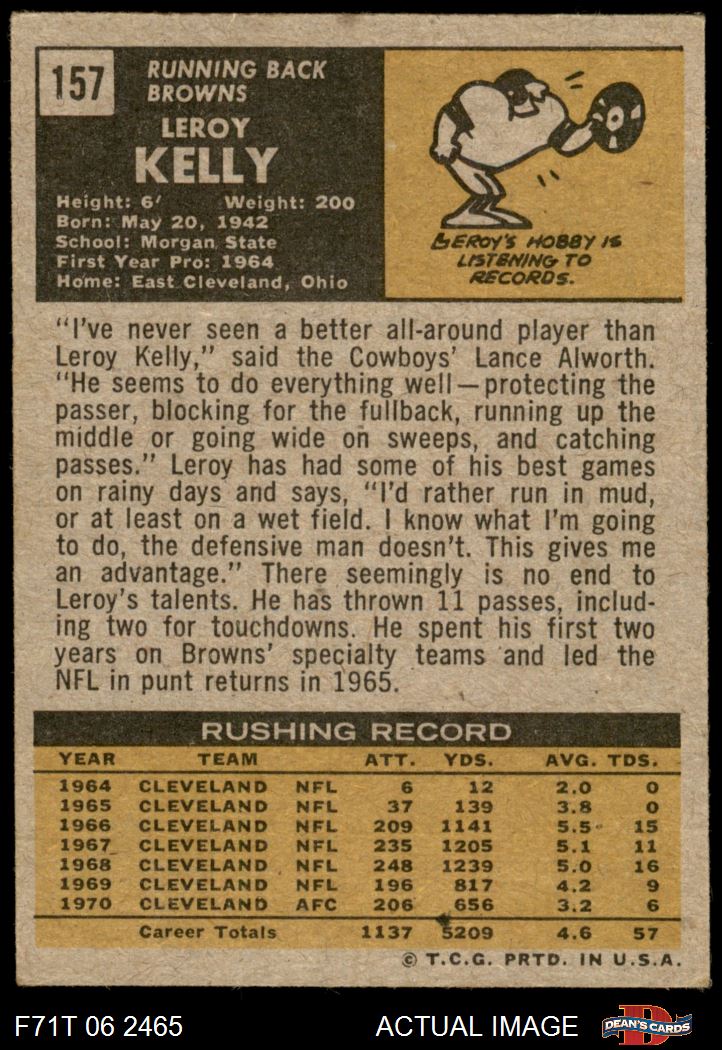 157
RUNNING BACK
BROWNS
LEROY
KELLY
Height: 6' Weight: 200
Born: May 20, 1942
School: Morgan State
First Year Pro: 1964
Home: East Cleveland, Ohio
LEROY'S HOBBY IS
LISTENING TO
RECORDS.
"I've never seen a better all-around player than
Leroy Kelly," said the Cowboys' Lance Alworth.
"He seems to do everything well—protecting the
passer, blocking for the fullback, running up the
middle or going wide on sweeps, and catching
passes." Leroy has had some of his best games
on rainy days and says, "I'd rather run in mud,
or at least on a wet field. I know what I'm going
to do, the defensive man doesn't. This gives me
an advantage." There seemingly is no end to
Leroy's talents. He has thrown 11 passes, includ-
ing two for touchdowns. He spent his first two
years on Browns' specialty teams and led the
NFL in punt returns in 1965.
RUSHING RECORD
YEAR TEAM ATT. YDS. AVG. TDS.
1964 CLEVELAND NFL 6 12 2.0 0
1965 CLEVELAND NFL 37 139 3.8 0
1966 CLEVELAND NFL 209 1141 5.5 15
1967 CLEVELAND NFL 235 1205 5.1 11
1968 CLEVELAND NFL 248 1239 5.0 16
1969 CLEVELAND NFL 196 817 4.2 9
1970 CLEVELAND AFC 206 656 3.2 6
Career Totals 1137 5209 4.6 57
© T.C.G. PRTD. IN U.S.A.
F71T 06 2465 ACTUAL IMAGE D DEAN'S CARDS